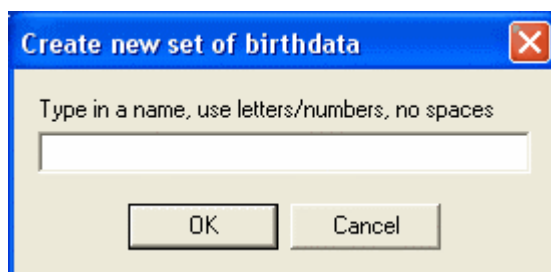 Create new set of birthdata
Type in a name, use letters/numbers, no spaces
OK
Cancel